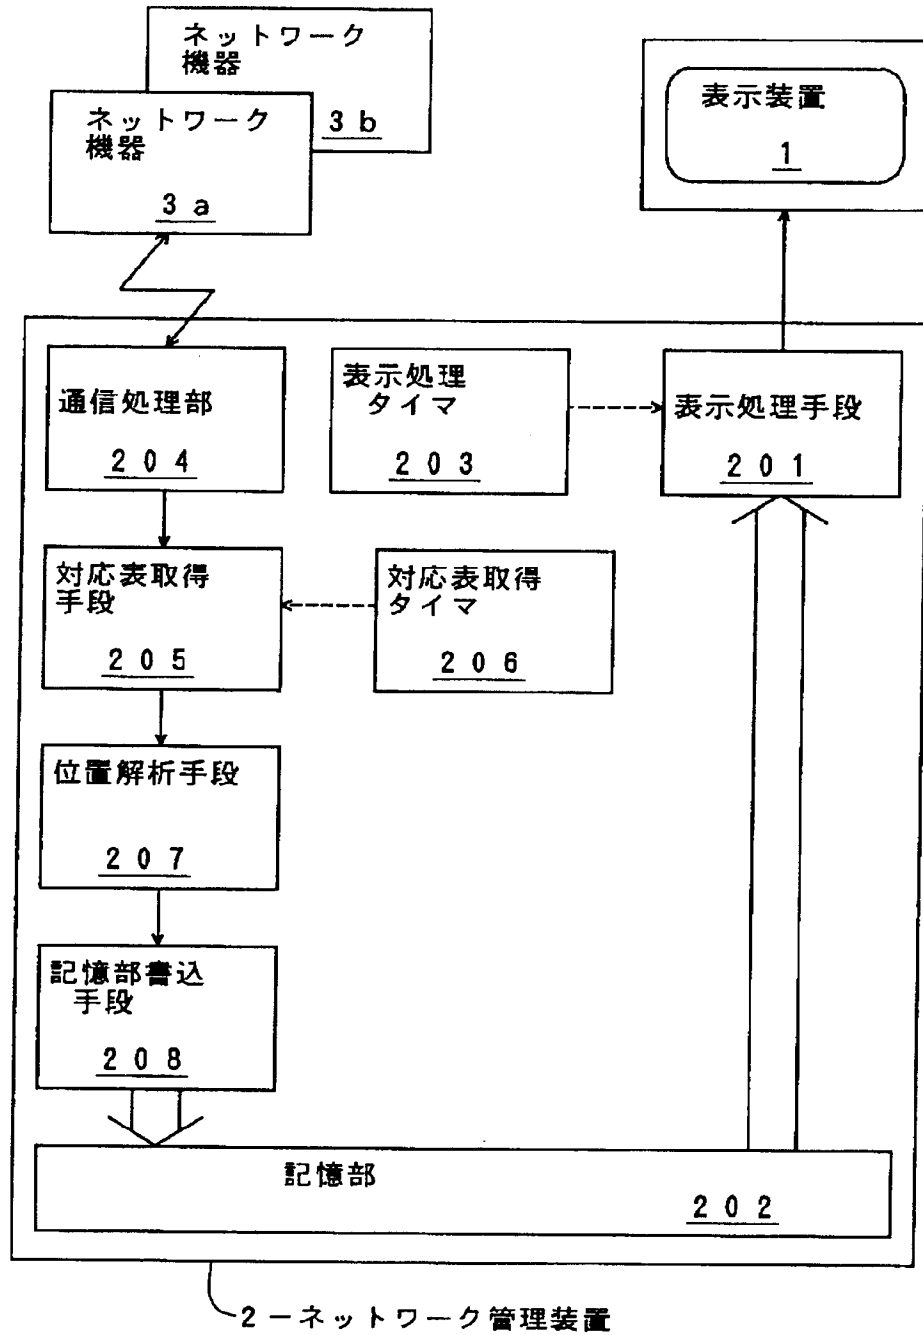 ネットワーク
機器
3b
ネットワーク
機器
3a
表示装置
1
通信処理部
204
表示処理
タイマ
203
表示処理手段
201
対応表取得
手段
205
対応表取得
タイマ
206
位置解析手段
207
記憶部書込
手段
208
記憶部
202
2-ネットワーク管理装置